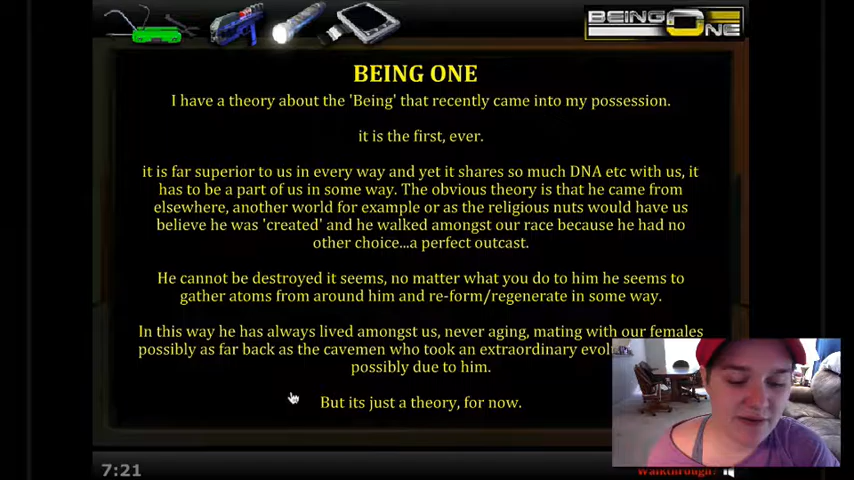 BEING ONE
BEING ONE
I have a theory about the 'Being' that recently came into my possession.
it is the first, ever.
it is far superior to us in every way and yet it shares so much DNA etc with us, it
has to be a part of us in some way. The obvious theory is that he came from
elsewhere, another world for example or as the religious nuts would have us
believe he was 'created' and he walked amongst our race because he had no
other choice...a perfect outcast.
He cannot be destroyed it seems, no matter what you do to him he seems to
gather atoms from around him and re-form/regenerate in some way.
In this way he has always lived amongst us, never aging, mating with our females
possibly as far back as the cavemen who took an extraordinary
possibly due to him.
But its just a theory, for now.
7:21
Walkthrough